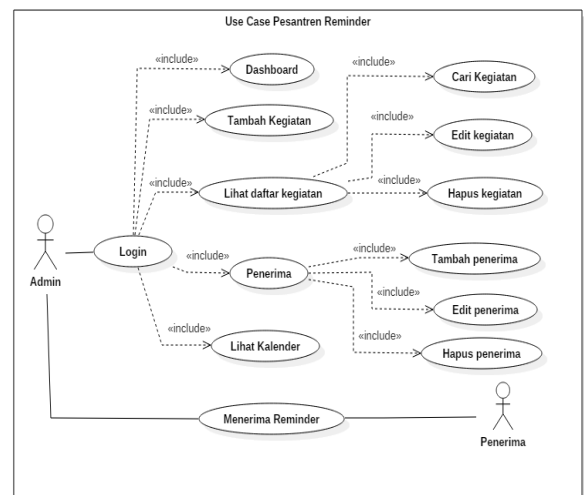 Use Case Pesantren Reminder
«include»
Dashboard
«include»
Cari Kegiatan
«include»
Tambah Kegiatan
«include»
Edit kegiatan
«include»
Lihat daftar kegiatan
«include»
Hapus kegiatan
Admin
Login
«include»
Penerima
«include»
Tambah penerima
«include»
Edit penerima
«include»
Lihat Kalender
«include»
Hapus penerima
Menerima Reminder
Penerima